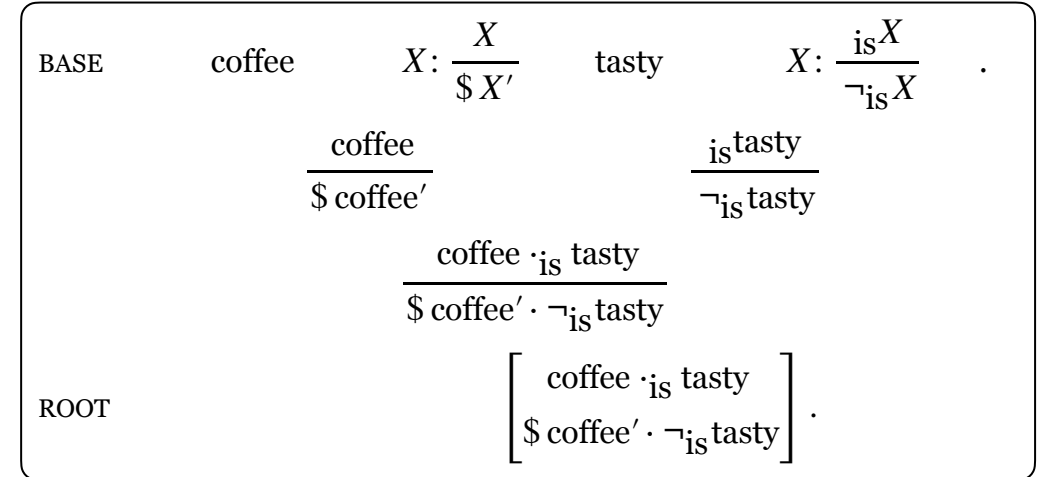 BASE coffee X: X/$ X′ tasty X: isX/¬isX .
coffee/$ coffee′ istasty/¬istasty
coffee ·is tasty/$ coffee′ · ¬istasty
ROOT [coffee ·is tasty
$ coffee′ · ¬istasty] .